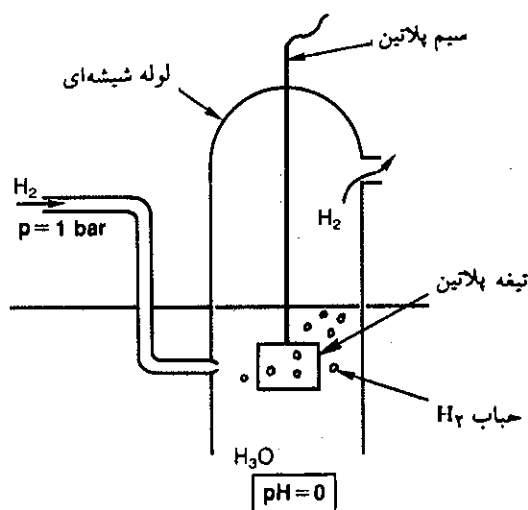 سیم پلاتین
لوله شیشه‌ای
H₂
p = 1 bar
H₂
تیغه پلاتین
حباب H₂
H₃O
pH = 0